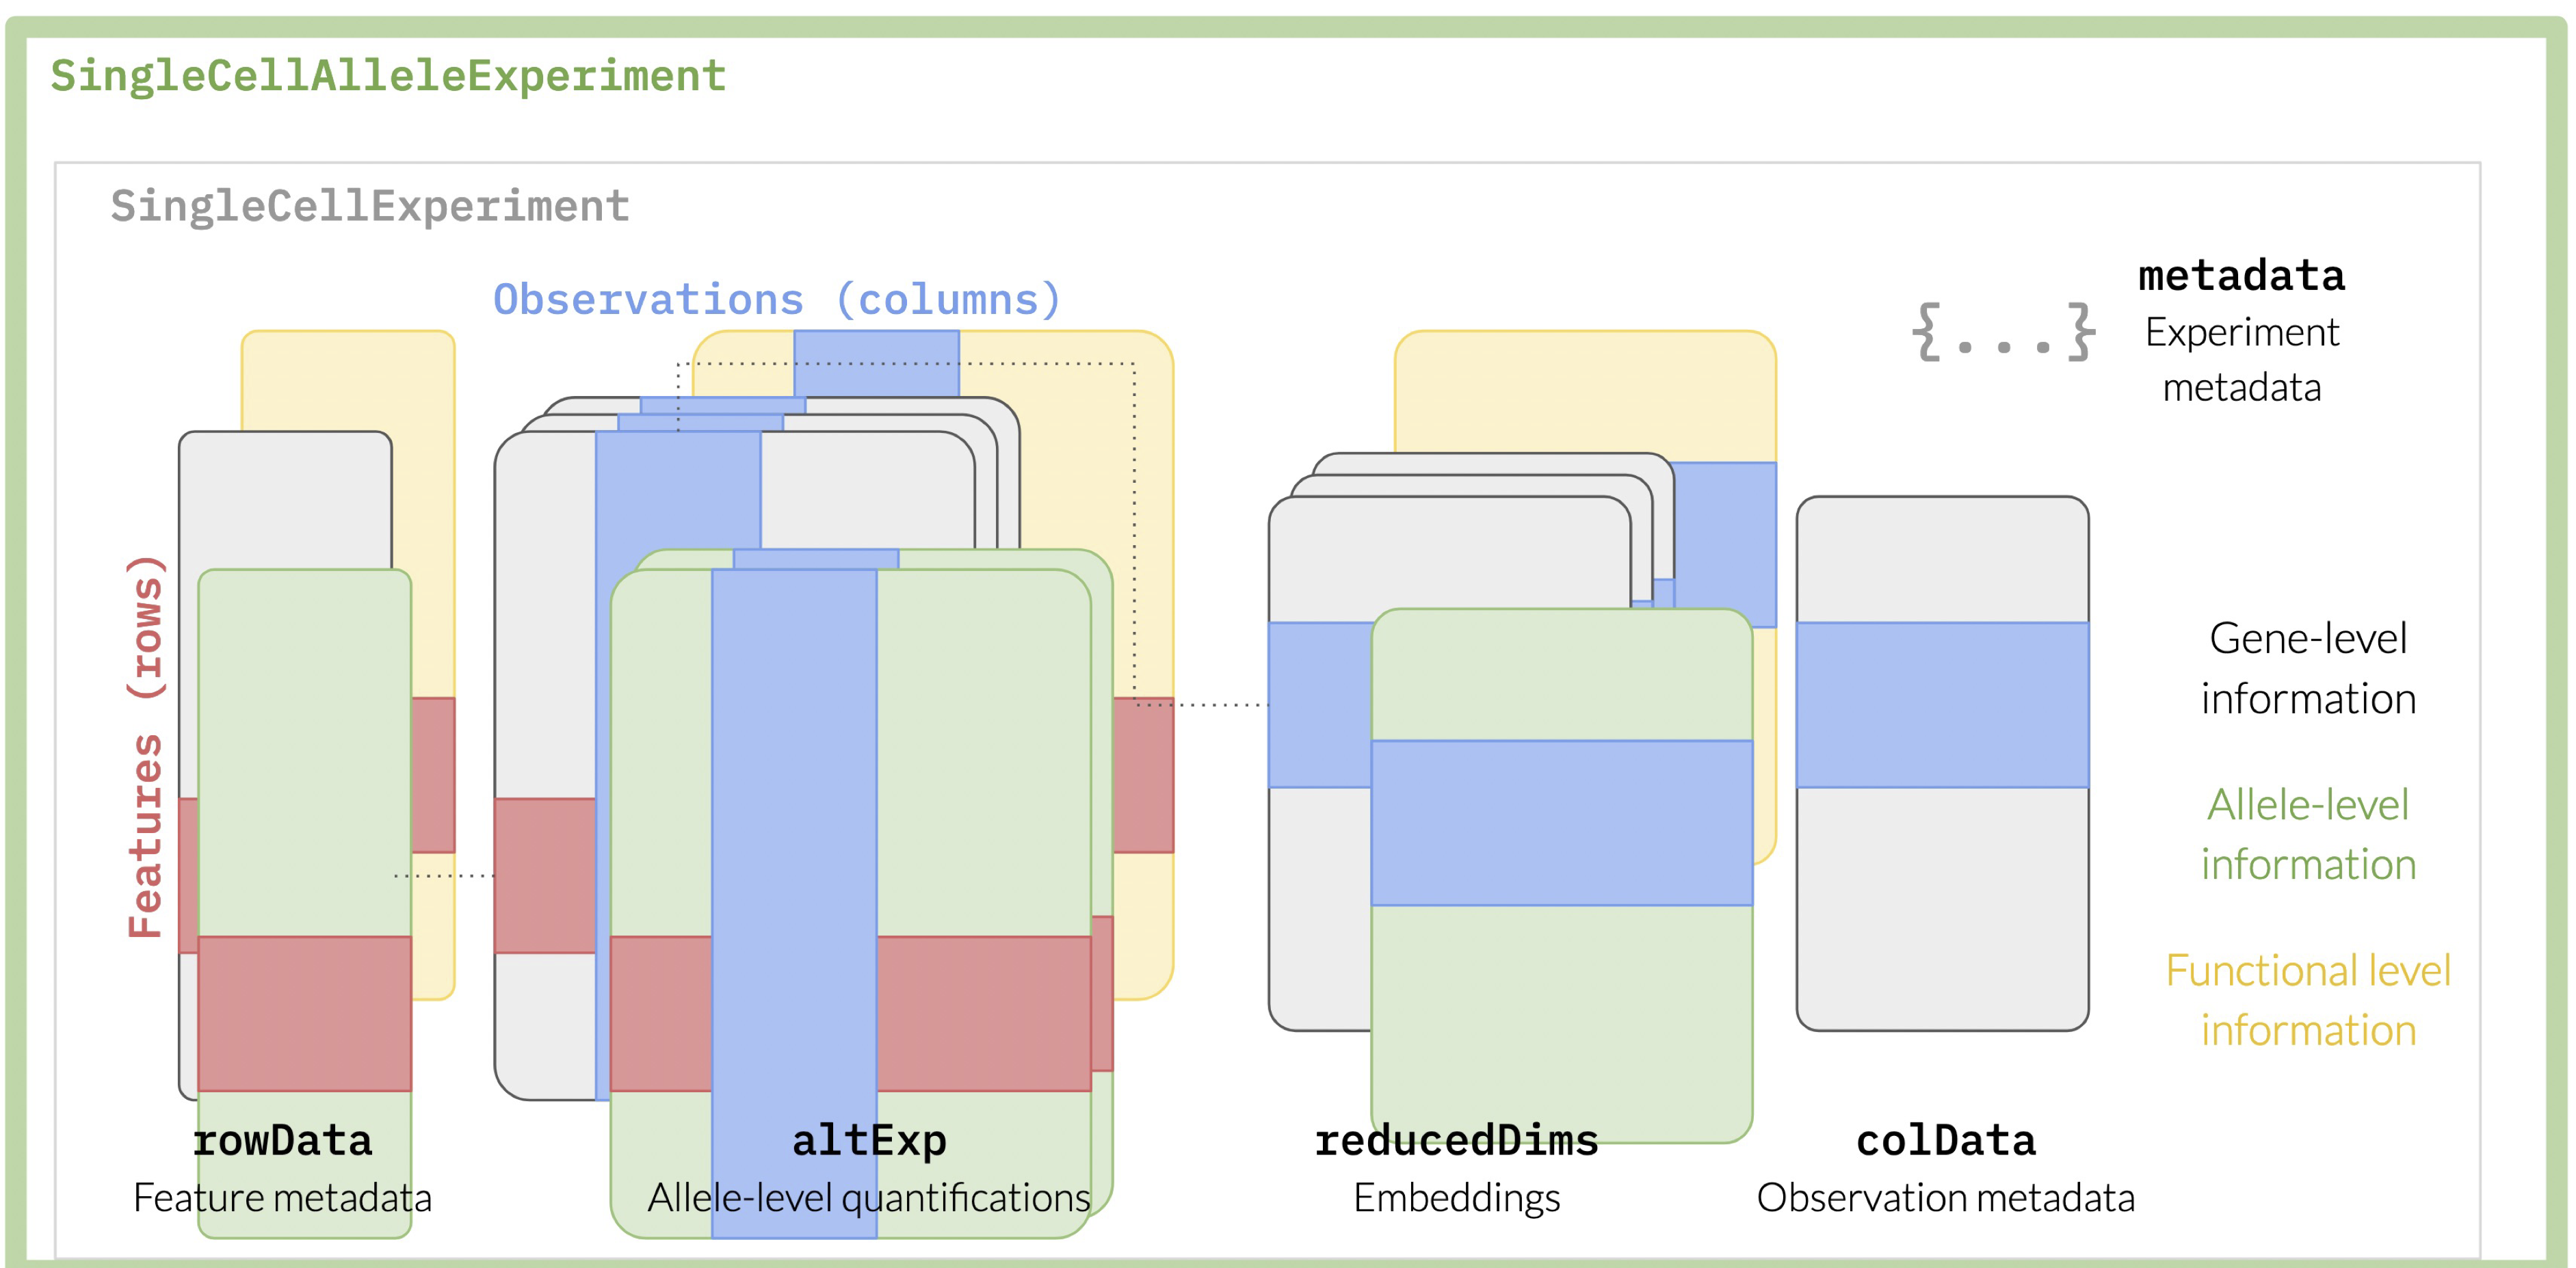 SingleCellAlleleExperiment
SingleCellExperiment
Observations (columns)
Features (rows)
{...}
metadata
Experiment
metadata
Gene-level
information
Allele-level
information
Functional level
information
rowData
Feature metadata
altExp
Allele-level quantifications
reducedDims
Embeddings
colData
Observation metadata